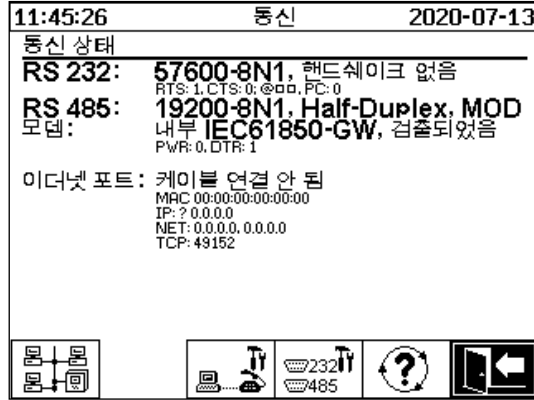 11:45:26 통신 2020-07-13
통신 상태
RS 232: 57600-8N1, 핸드쉐이크 없음
RTS: 1, CTS: 0; @□□, PC: 0
RS 485: 19200-8N1, Half-Duplex, MOD
모뎀: 내부 IEC61850-GW, 검출되었음
PWR: 0, DTR: 1
이더넷 포트: 케이블 연결 안 됨
MAC 00:00:00:00:00:00
IP: ? 0.0.0.0
NET: 0.0.0.0, 0.0.0.0
TCP: 49152
232
485